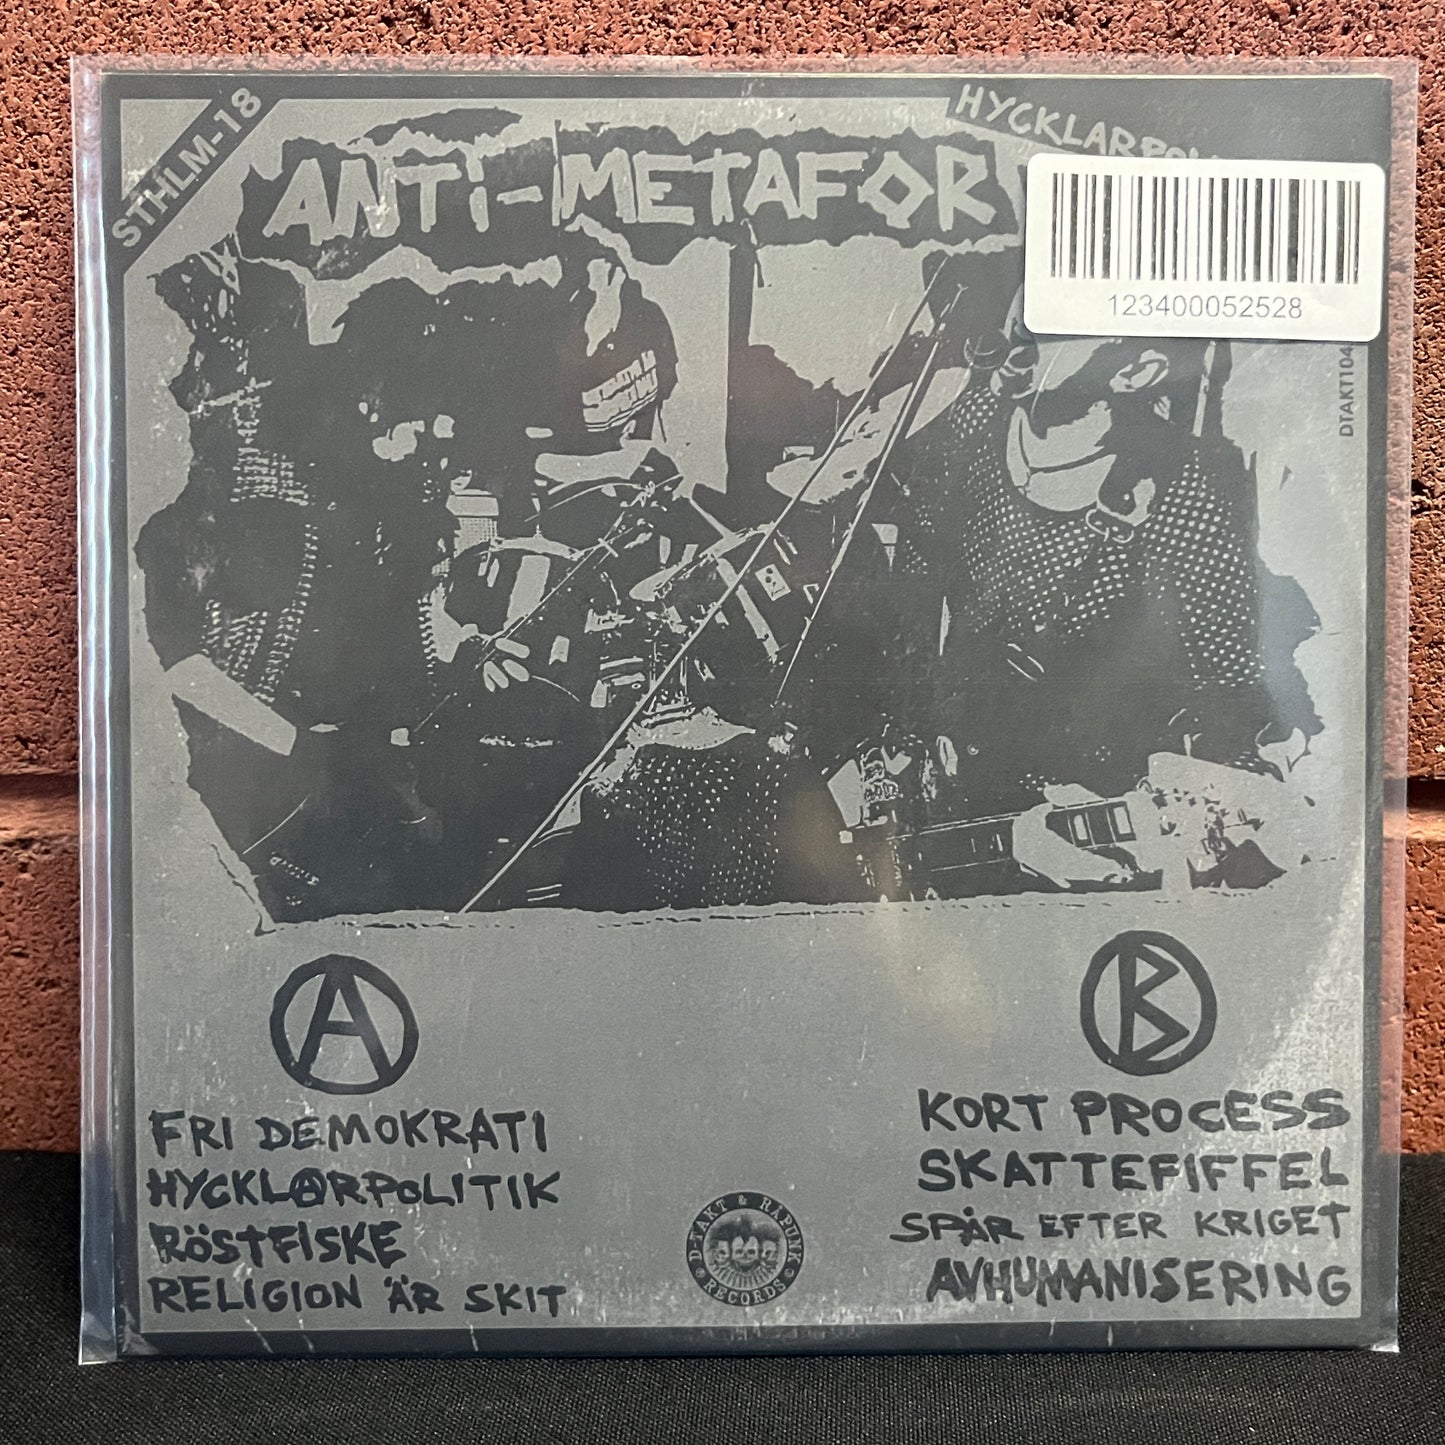 STHLM-18
ANTI-METAFOR
123400052528
DTAKT104
A
FRI DEMOKRATI
HYCKLARPOLITIK
RÖSTFISKE
RELIGION ÄR SKIT
D-TAKT & RÅPUNK
RECORDS
B
KORT PROCESS
SKATTEFIFFEL
SPÅR EFTER KRIGET
AVHUMANISERING